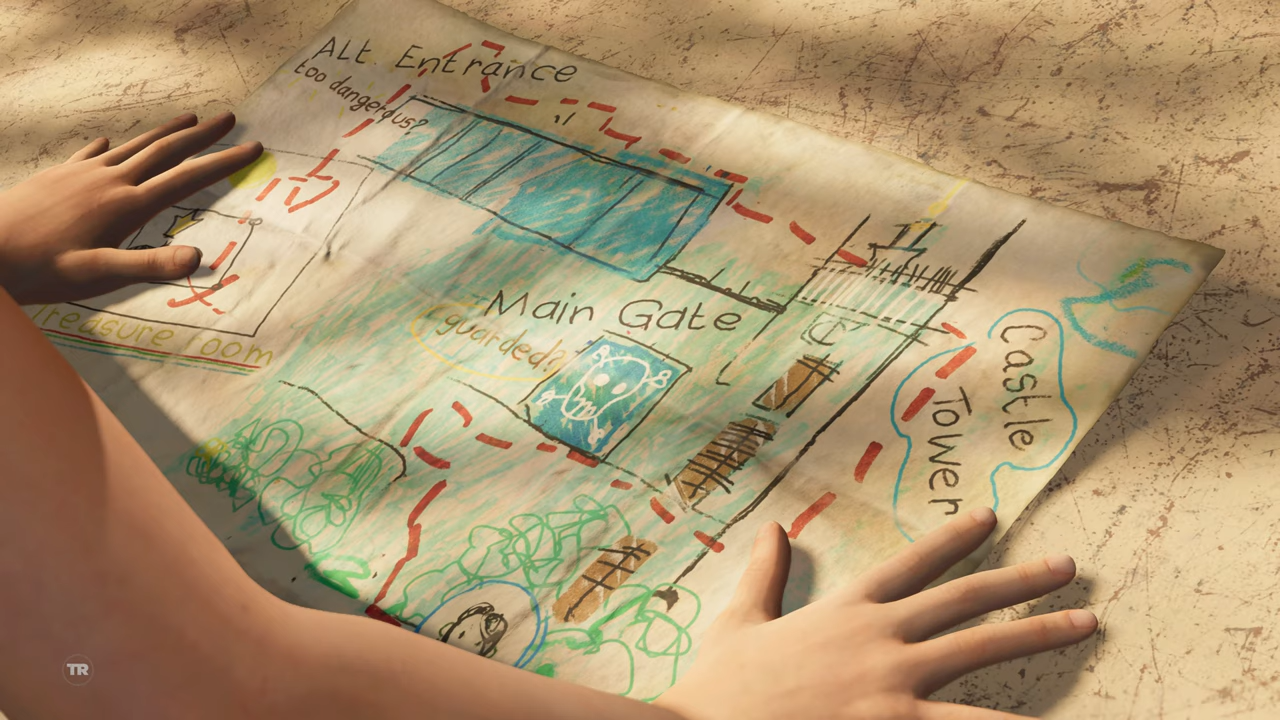 Alt. Entrance
too dangerous?
Main Gate
guarded?
Treasure room
Castle
Tower
TR